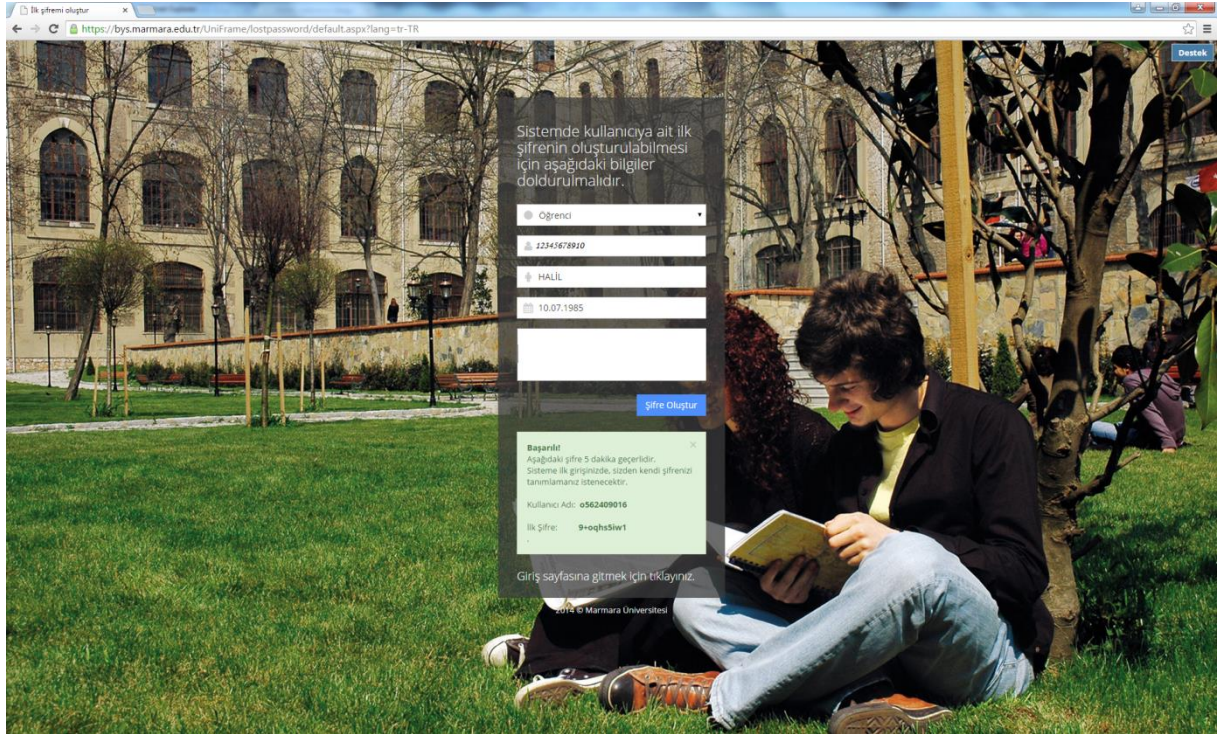 İlk şifremi oluştur
https://bys.marmara.edu.tr/UniFrame/lostpassword/default.aspx?lang=tr-TR
Destek
Sistemde kullanıcıya ait ilk
şifrenin oluşturulabilmesi
için aşağıdaki bilgiler
doldurulmalıdır.
Öğrenci
12345678910
HALİL
10.07.1985
Şifre Oluştur
Başarılı!
Aşağıdaki şifre 5 dakika geçerlidir.
Sisteme ilk girişinizde, sizden kendi şifrenizi
tanımlamanız istenecektir.
Kullanıcı Adı: o562409016
İlk Şifre: 9+oqhs5iw1
.
Giriş sayfasına gitmek için tıklayınız.
2014 © Marmara Üniversitesi